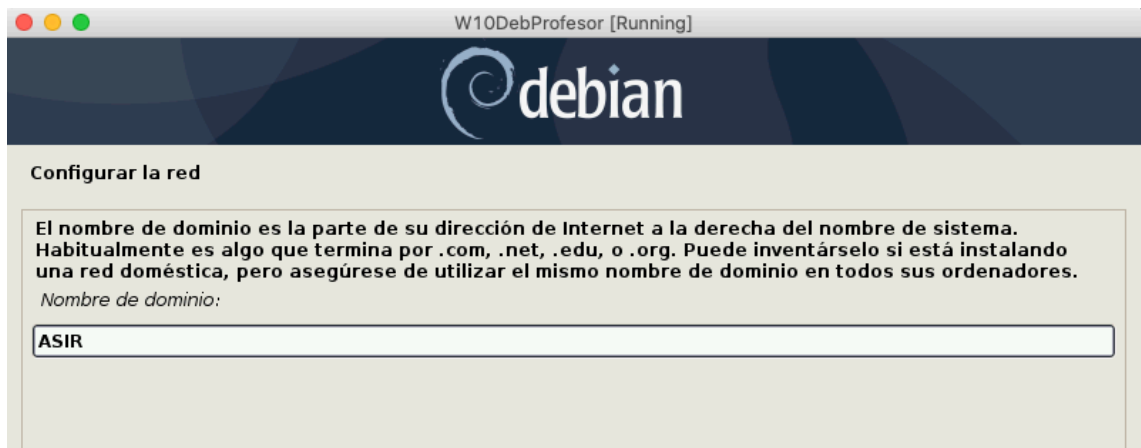 W10DebProfesor [Running]
debian
Configurar la red
El nombre de dominio es la parte de su dirección de Internet a la derecha del nombre de sistema.
Habitualmente es algo que termina por .com, .net, .edu, o .org. Puede inventárselo si está instalando
una red doméstica, pero asegúrese de utilizar el mismo nombre de dominio en todos sus ordenadores.
Nombre de dominio:
ASIR